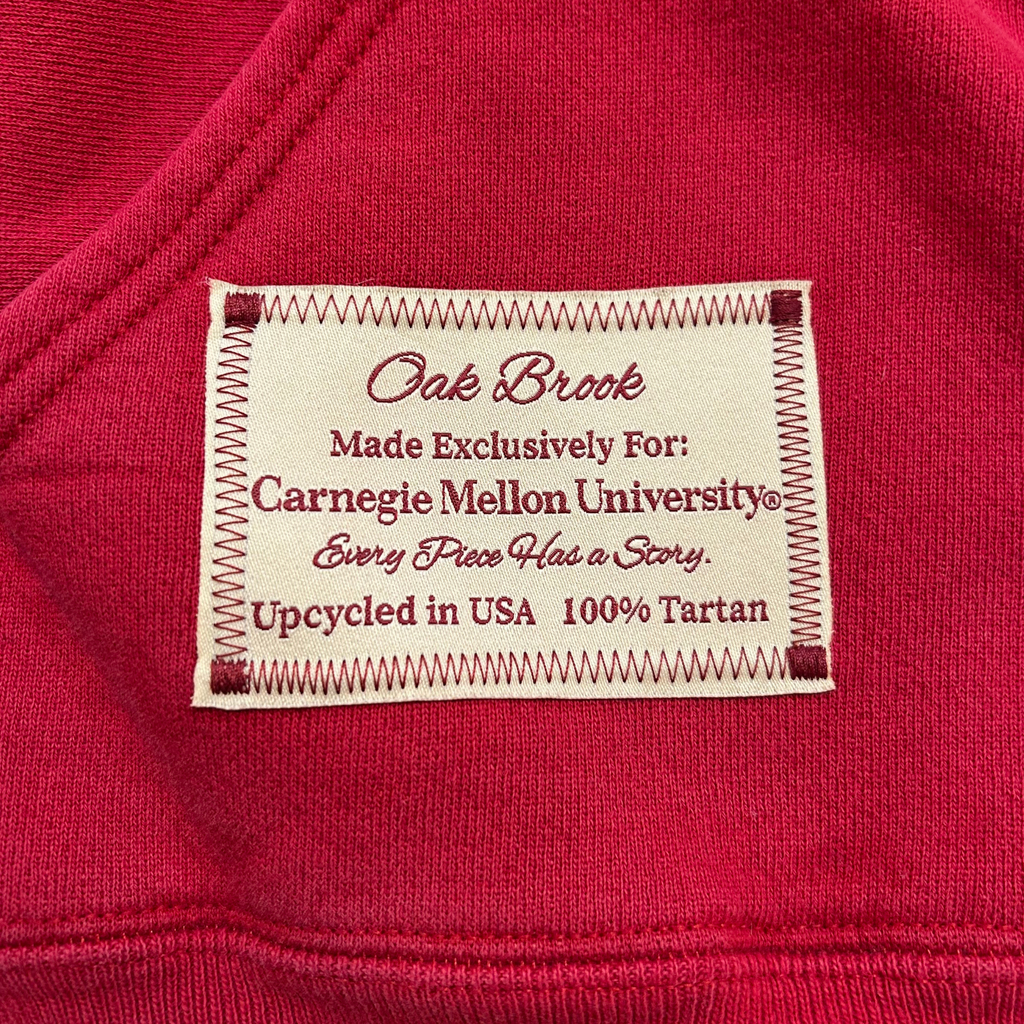 Oak Brook
Made Exclusively For:
Carnegie Mellon University®
Every Piece Has a Story.
Upcycled in USA 100% Tartan